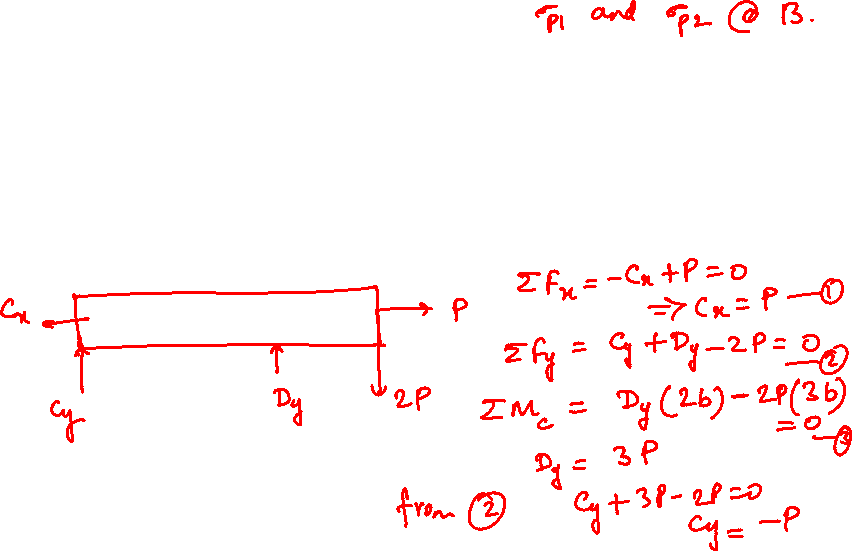 σp1 and σp2 @ B.
ΣFx = -Cx + P = 0
⇒ Cx = P — ①
Cx
P
ΣFy = Cy + Dy - 2P = 0 — ②
Cy
Dy
2P
ΣMc = Dy(2b) - 2P(3b) = 0 — ③
Dy = 3P
from ② Cy + 3P - 2P = 0
Cy = -P